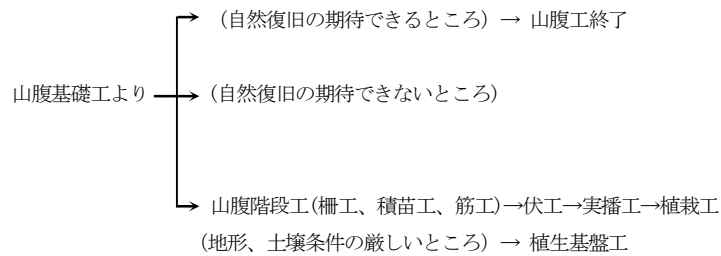 （自然復旧の期待できるところ）→ 山腹工終了
山腹基礎工より
（自然復旧の期待できないところ）
山腹階段工(柵工、積苗工、筋工)→伏工→実播工→植栽工
（地形、土壌条件の厳しいところ）→ 植生基盤工